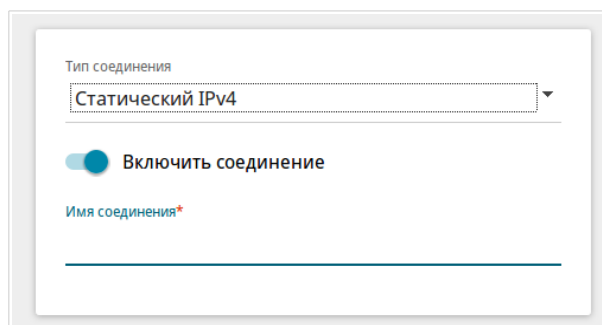 Тип соединения
Статический IPv4
Включить соединение
Имя соединения*